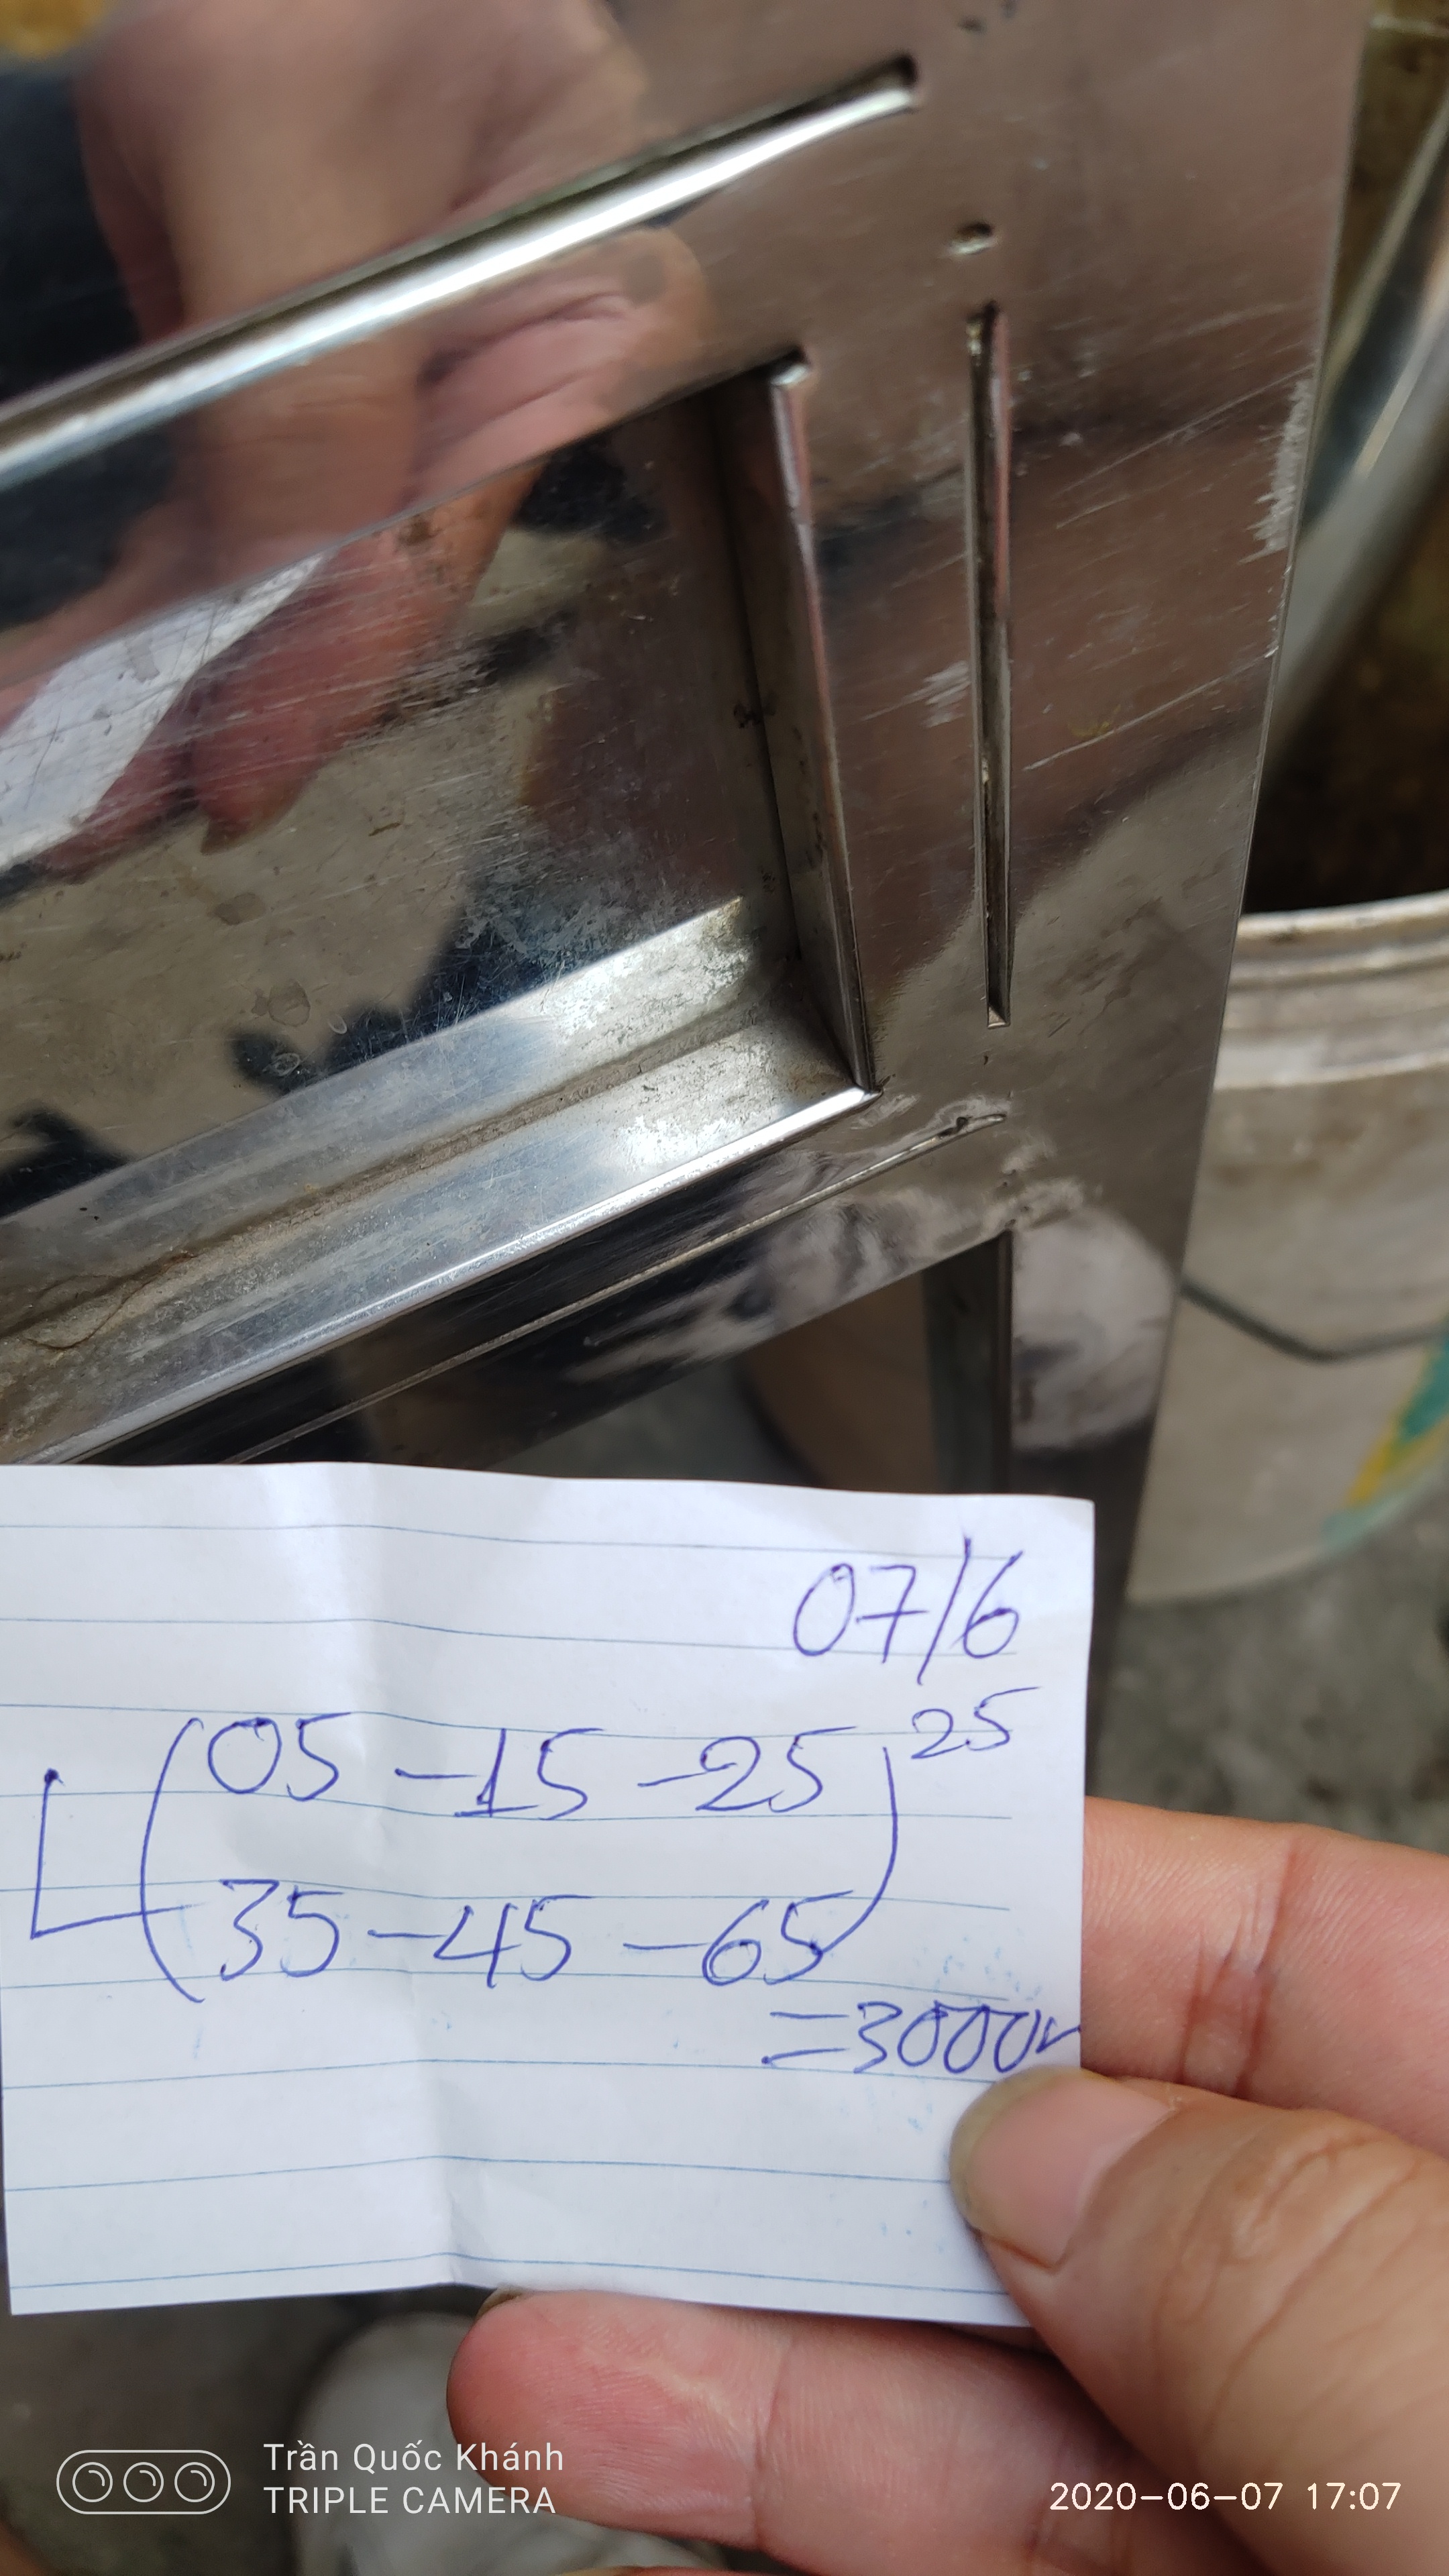 07/6
L (05-15-25)25
35-45-65
=3000n
Trần Quốc Khánh
TRIPLE CAMERA
2020-06-07 17:07